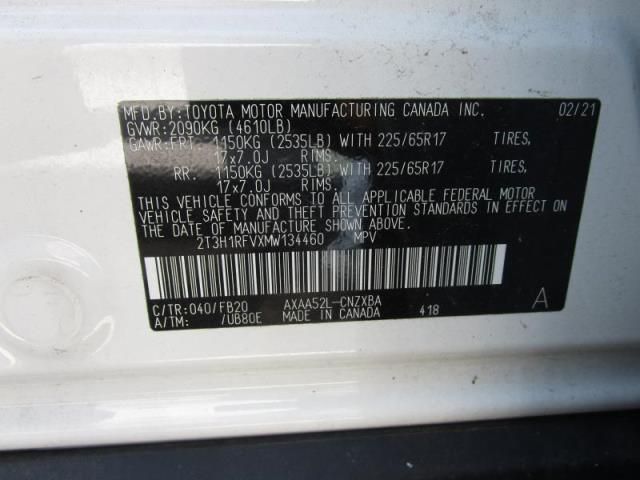 MFD.BY:TOYOTA MOTOR MANUFACTURING CANADA INC. 02/21
GVWR:2090KG (4610LB)
GAWR:FRT. 1150KG (2535LB) WITH 225/65R17 TIRES,
17x7.0J RIMS.
RR. 1150KG (2535LB) WITH 225/65R17 TIRES,
17x7.0J RIMS.
THIS VEHICLE CONFORMS TO ALL APPLICABLE FEDERAL MOTOR
VEHICLE SAFETY AND THEFT PREVENTION STANDARDS IN EFFECT ON
THE DATE OF MANUFACTURE SHOWN ABOVE.
2T3H1RFVXMW134460 MPV
C/TR:040/FB20 AXAA52L-CNZXBA A
A/TM: /UB80E MADE IN CANADA 418